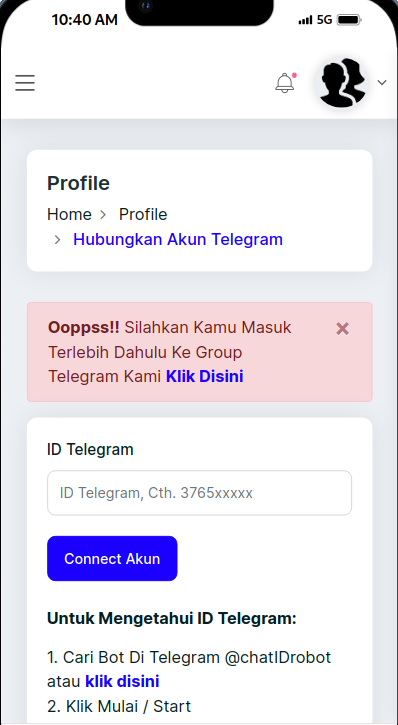 10:40 AM 5G
Profile
Home Profile
Hubungkan Akun Telegram
Ooppss!! Silahkan Kamu Masuk
Terlebih Dahulu Ke Group
Telegram Kami Klik Disini
ID Telegram
ID Telegram, Cth. 3765xxxxx
Connect Akun
Untuk Mengetahui ID Telegram:
1. Cari Bot Di Telegram @chatIDrobot
atau klik disini
2. Klik Mulai / Start